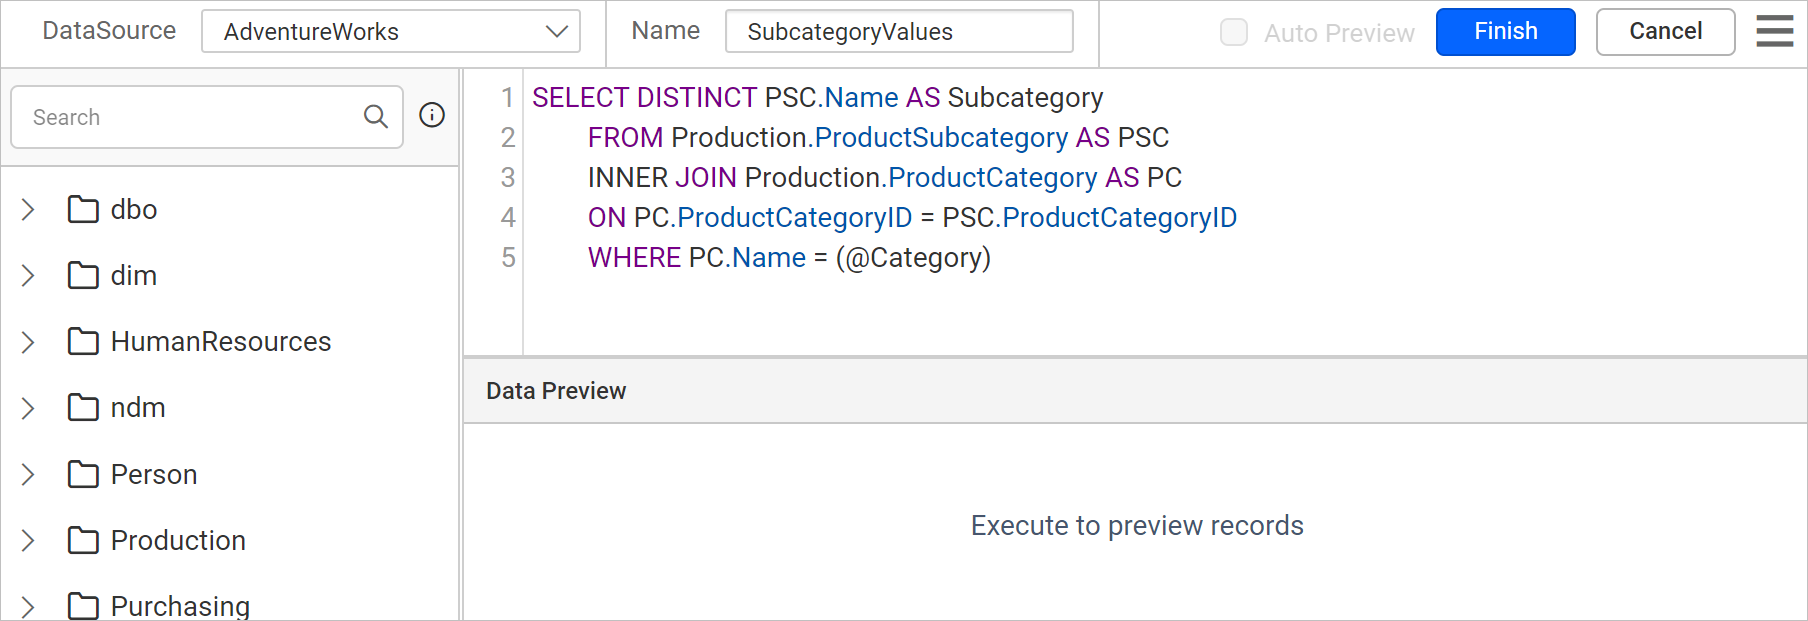 DataSource AdventureWorks Name SubcategoryValues Auto Preview Finish Cancel
Search
dbo
dim
HumanResources
ndm
Person
Production
Purchasing
1 SELECT DISTINCT PSC.Name AS Subcategory
2 FROM Production.ProductSubcategory AS PSC
3 INNER JOIN Production.ProductCategory AS PC
4 ON PC.ProductCategoryID = PSC.ProductCategoryID
5 WHERE PC.Name = (@Category)
Data Preview
Execute to preview records